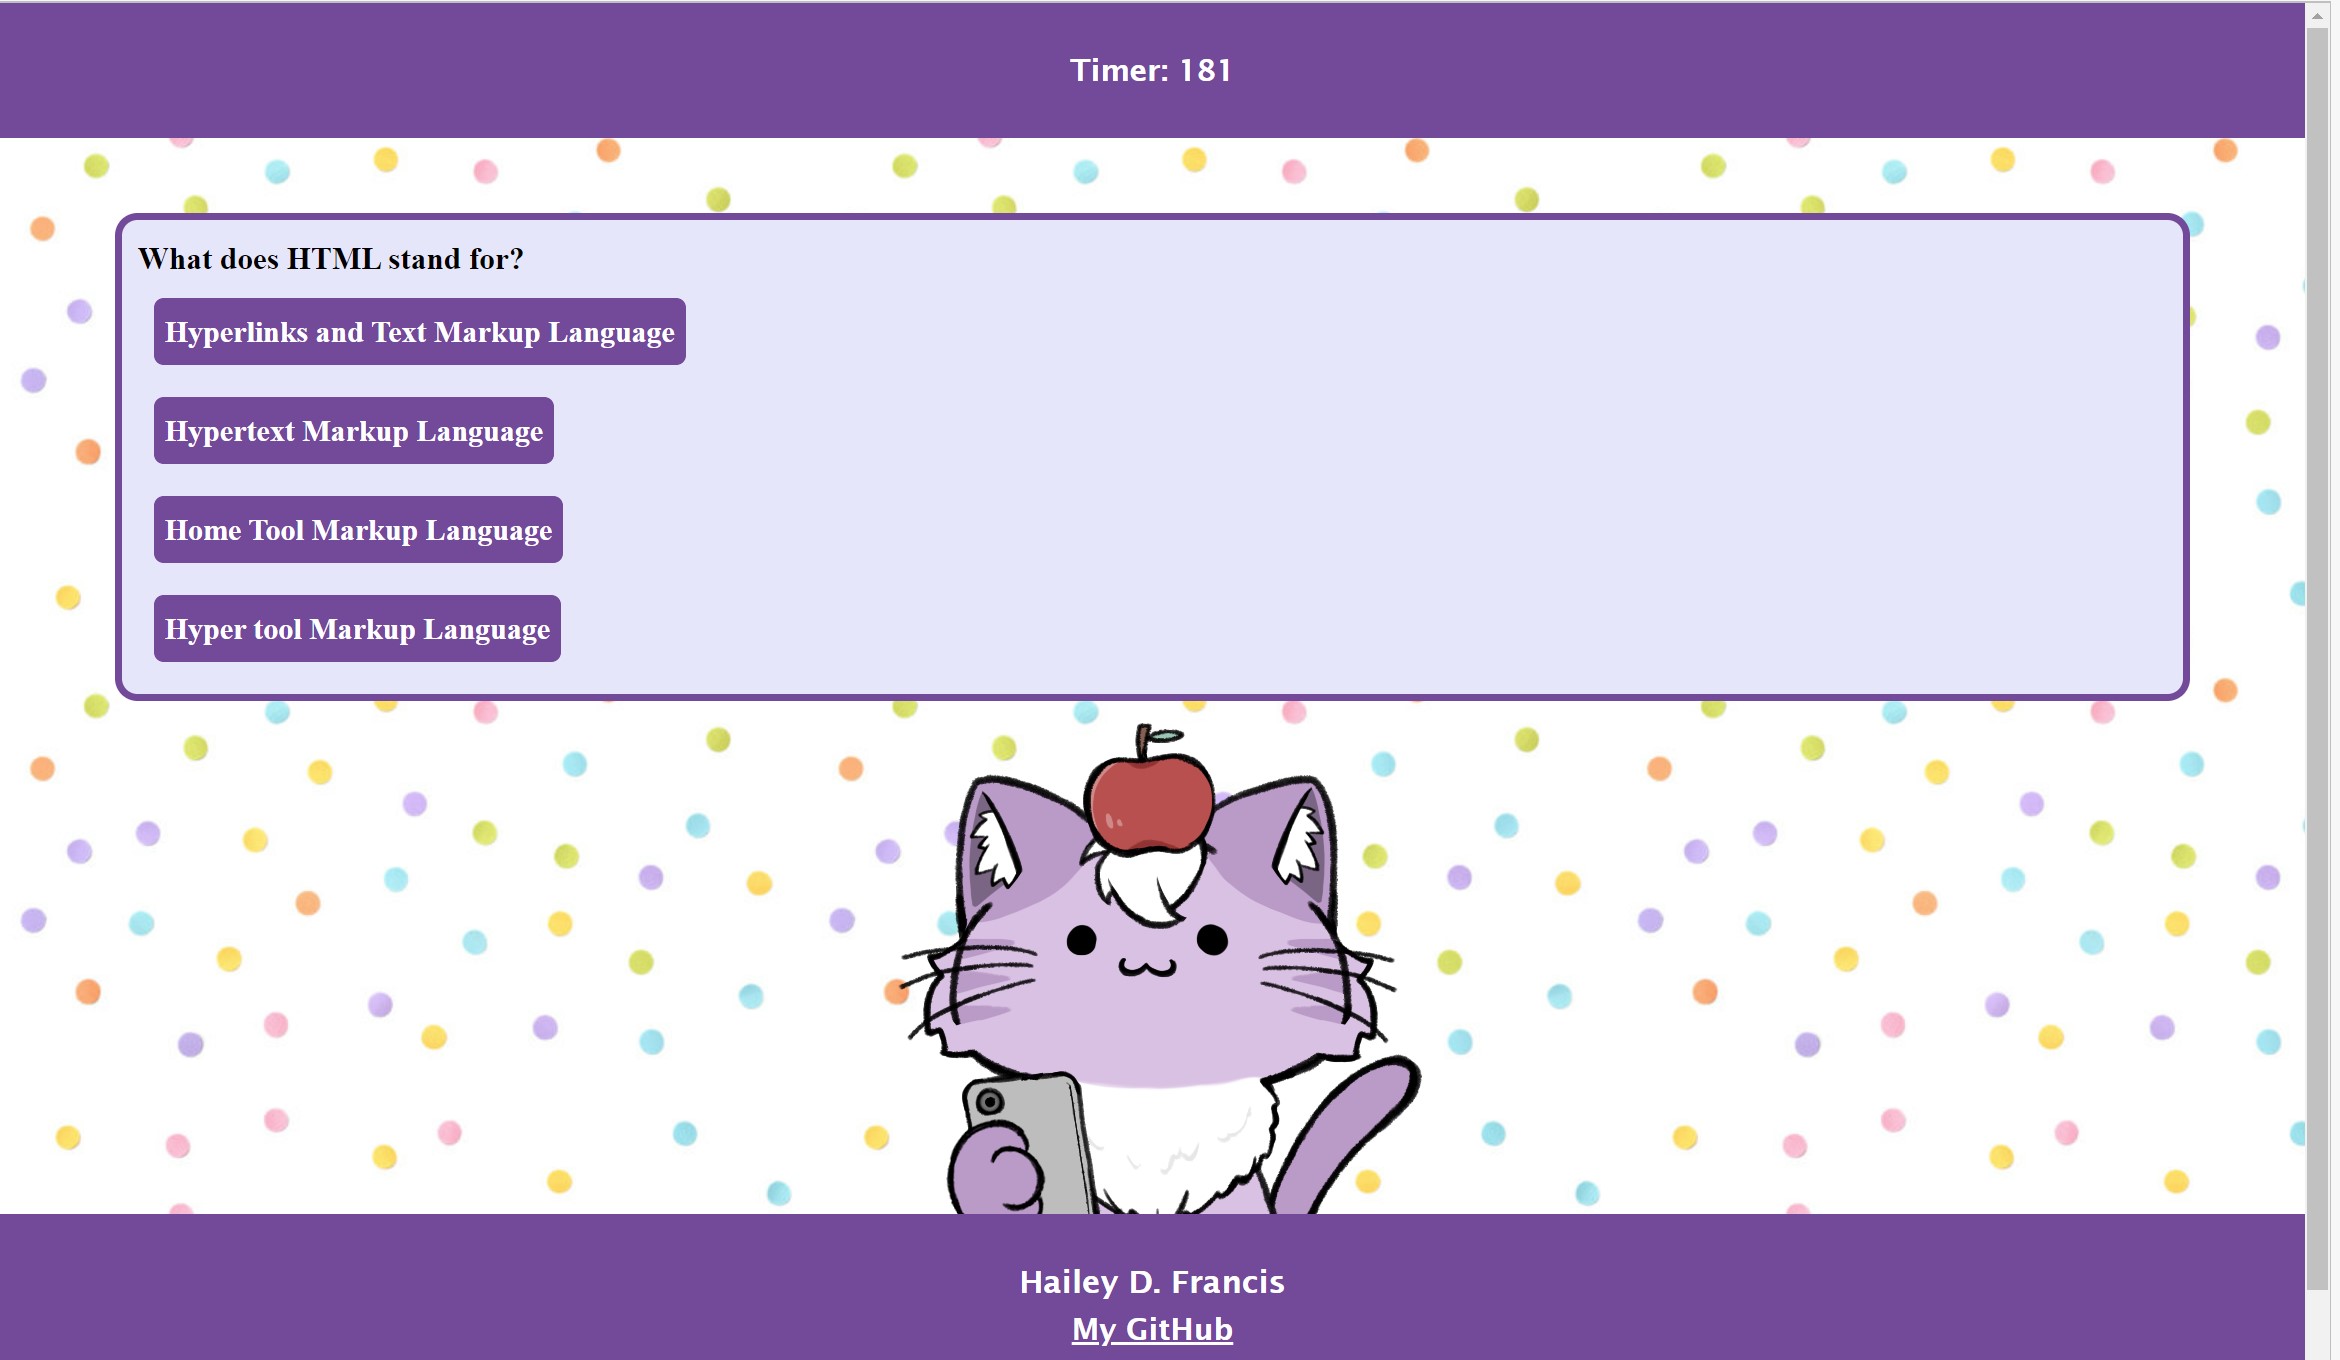 Timer: 181
What does HTML stand for?
Hyperlinks and Text Markup Language
Hypertext Markup Language
Home Tool Markup Language
Hyper tool Markup Language
Hailey D. Francis
My GitHub